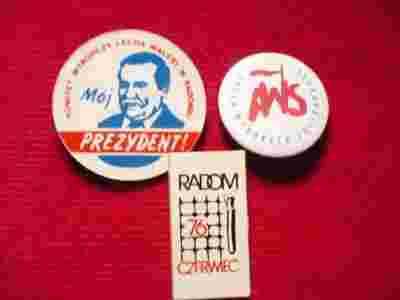 KOMITET WYBORCZY LECHA WAŁĘSY W RADOMIU
Mój
PREZYDENT!
AWS
RADOM
76
CZERWIEC